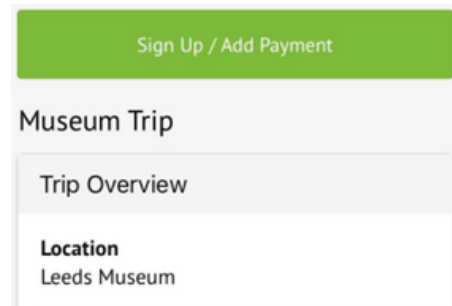 Sign Up / Add Payment
Museum Trip
Trip Overview
Location
Leeds Museum